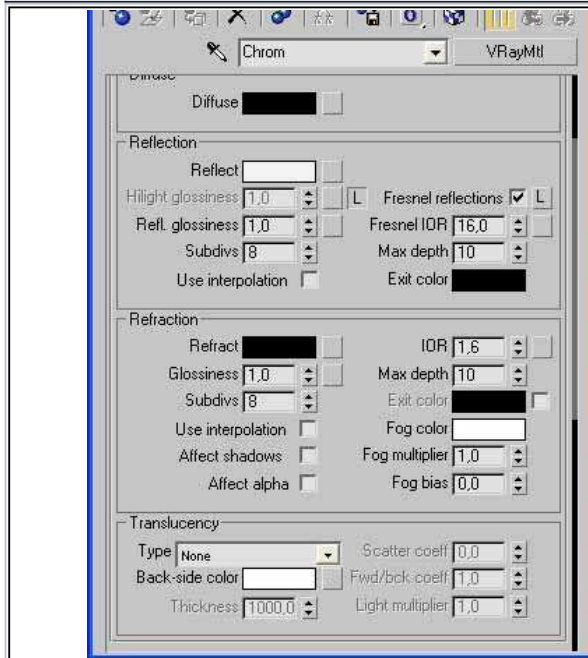 Chrom VRayMtl
Diffuse
Diffuse
Reflection
Reflect
Hilight glossiness 1,0 L Fresnel reflections L
Refl. glossiness 1,0 Fresnel IOR 16,0
Subdivs 8 Max depth 10
Use interpolation Exit color
Refraction
Refract IOR 1,6
Glossiness 1,0 Max depth 10
Subdivs 8 Exit color
Use interpolation Fog color
Affect shadows Fog multiplier 1,0
Affect alpha Fog bias 0,0
Translucency
Type None Scatter coeff 0,0
Back-side color Fwd/bck coeff 1,0
Thickness 1000,0 Light multiplier 1,0